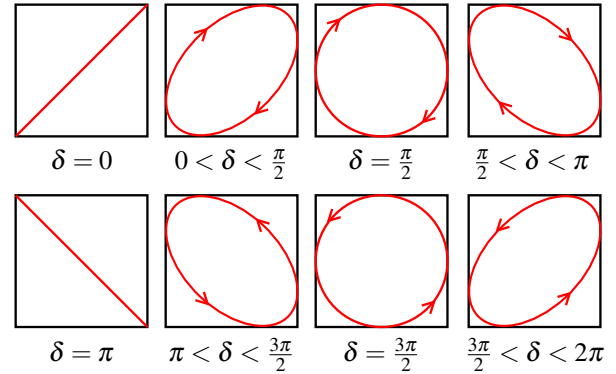 δ = 0
0 < δ < π/2
δ = π/2
π/2 < δ < π
δ = π
π < δ < 3π/2
δ = 3π/2
3π/2 < δ < 2π